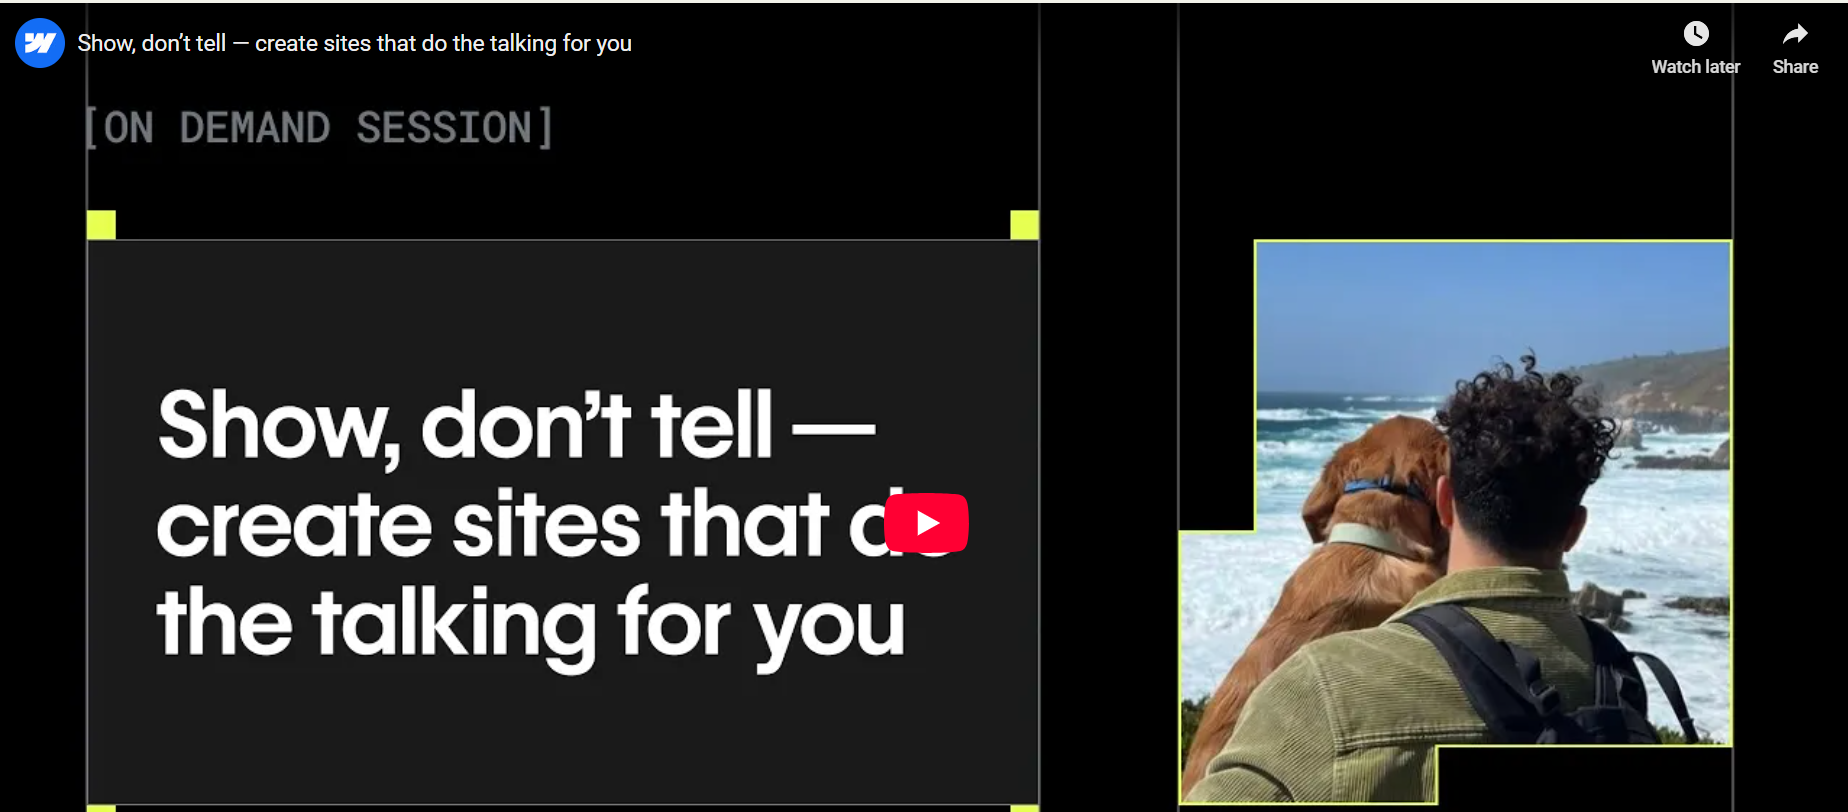 Show, don’t tell — create sites that do the talking for you
Watch later
Share
[ON DEMAND SESSION]
Show, don’t tell —
create sites that do
the talking for you